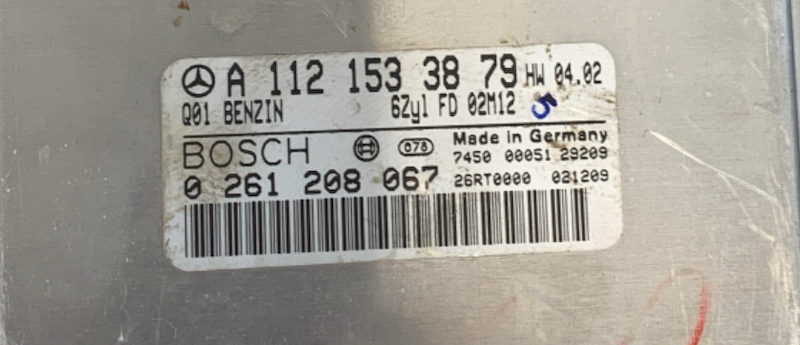 A 112 153 38 79 HW 04.02
Q01 BENZIN 6Zyl FD 02M12 5
BOSCH 078 Made in Germany
7450 00051 29209
0 261 208 067 26RT0000 021209